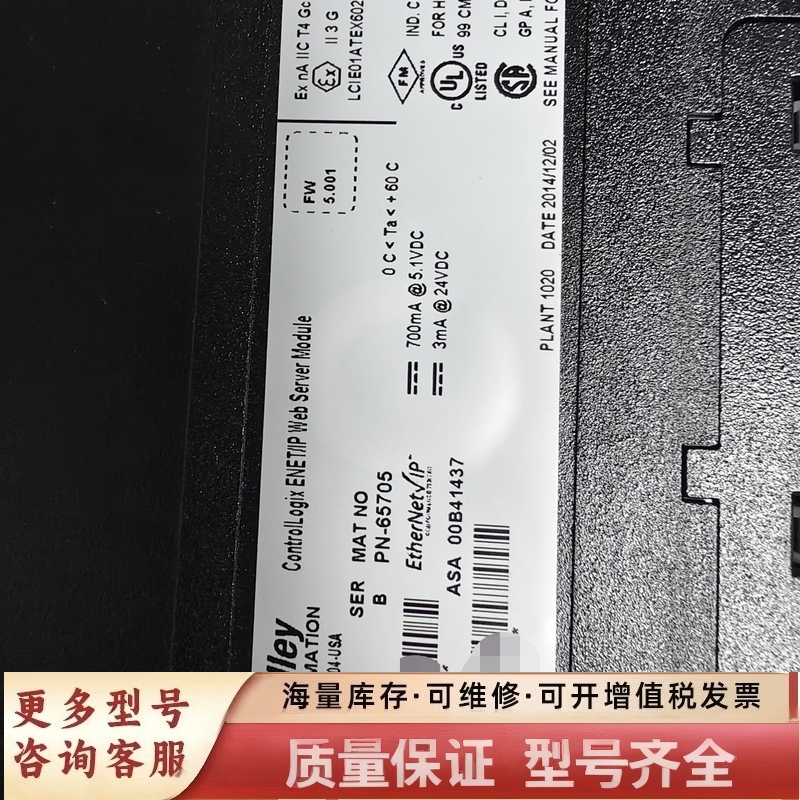 Ex nA IIC T4 Gc
II 3 G
LCIE01ATEX602
FM
APPROVED
C UL US
LISTED
IND. C
FOR H
99 CM
CL I, D
GP A,
SEE MANUAL FO
FW
5.001
0 C < Ta < + 60 C
ControlLogix ENET/IP Web Server Module
700mA @ 5.1VDC
3mA @ 24VDC
PLANT 1020 DATE 2014/12/02
SER MAT NO
B PN-65705
EtherNet/IP
ASA 00B41437
lley
MATION
04-USA
更多型号
咨询客服
海量库存·可维修·可开增值税发票
质量保证 型号齐全